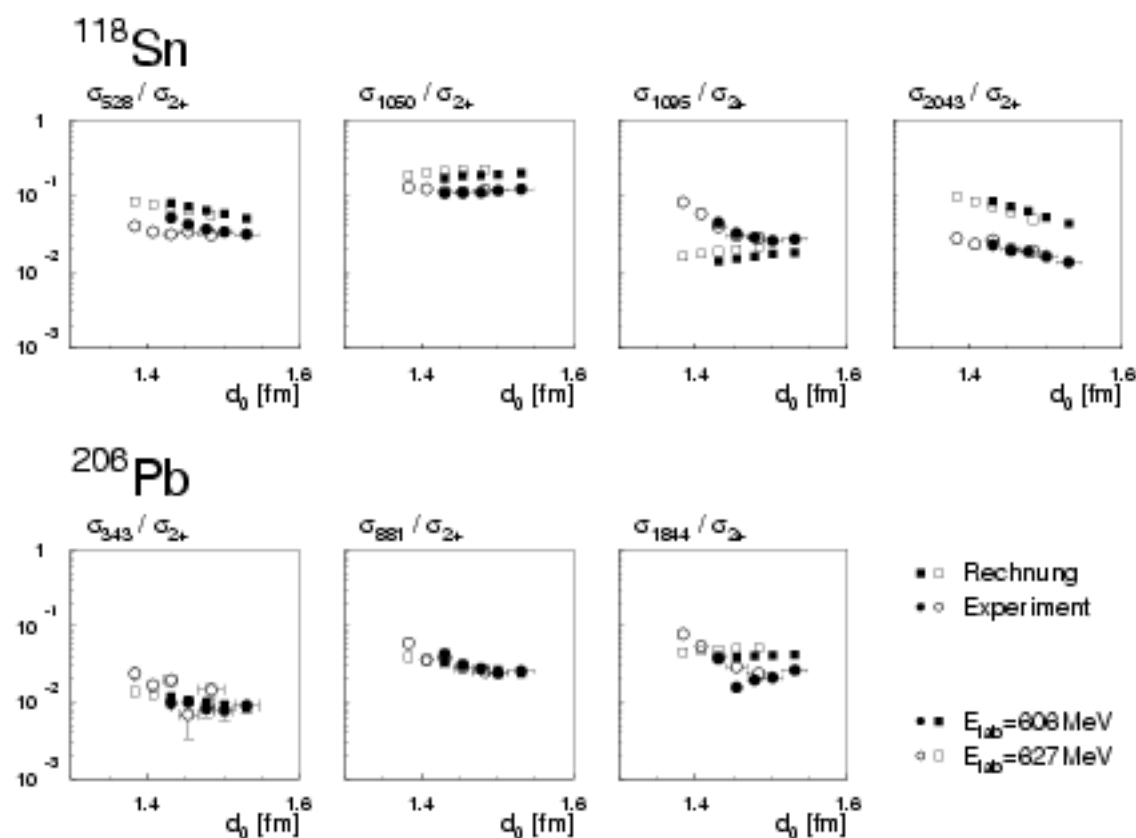 ¹¹⁸Sn
σ₅₂₈ / σ₂₊ σ₁₀₅₀ / σ₂₊ σ₁₀₉₅ / σ₂₊ σ₂₀₄₃ / σ₂₊
1
10⁻¹
10⁻²
10⁻³
1.4 1.6 1.4 1.6 1.4 1.6 1.4 1.6
d₀ [fm] d₀ [fm] d₀ [fm] d₀ [fm]
²⁰⁶Pb
σ₃₄₃ / σ₂₊ σ₈₈₁ / σ₂₊ σ₁₈₄₄ / σ₂₊
1
10⁻¹
10⁻²
10⁻³
1.4 1.6 1.4 1.6 1.4 1.6
d₀ [fm] d₀ [fm] d₀ [fm]
Rechnung
Experiment
E_lab=606 MeV
E_lab=627 MeV